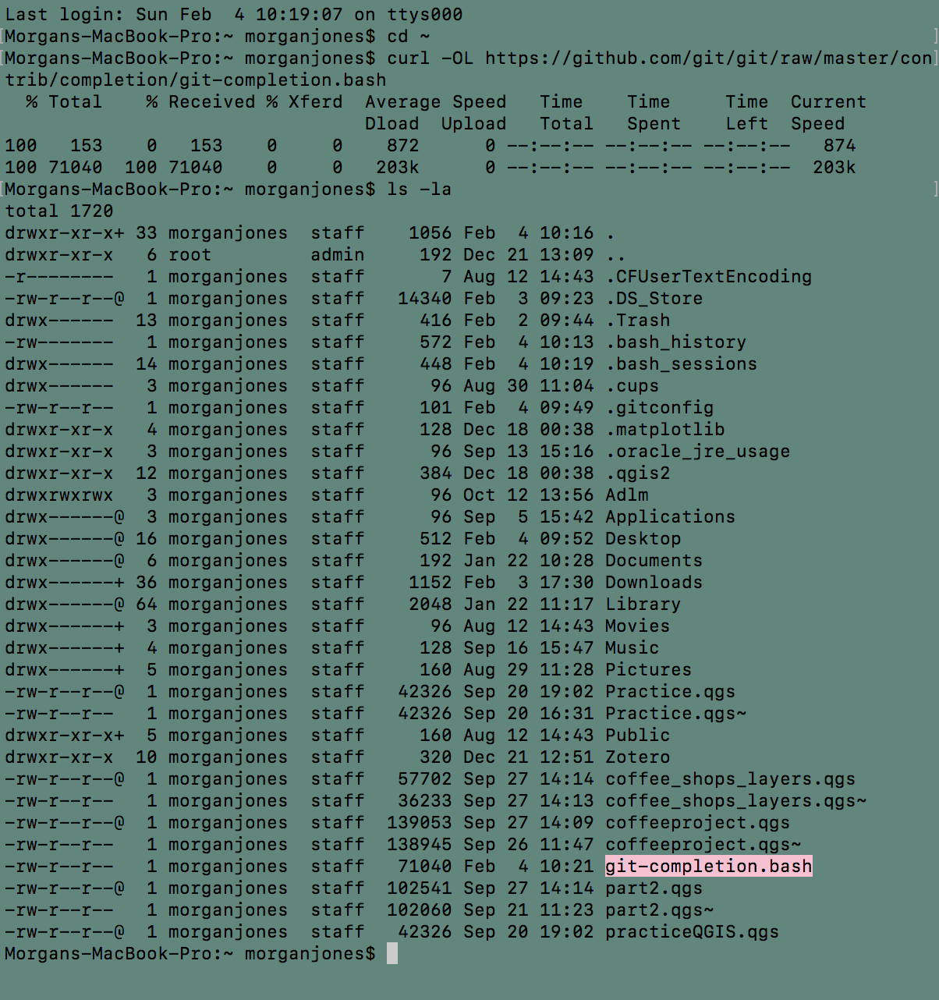 Last login: Sun Feb  4 10:19:07 on ttys000
[Morgans-MacBook-Pro:~ morganjones$ cd ~                                              ]
[Morgans-MacBook-Pro:~ morganjones$ curl -OL https://github.com/git/git/raw/master/con]
trib/completion/git-completion.bash
  % Total    % Received % Xferd  Average Speed   Time    Time     Time  Current
                                 Dload  Upload   Total   Spent    Left  Speed
100   153    0   153    0     0    872      0 --:--:-- --:--:-- --:--:--   874
100 71040  100 71040    0     0   203k      0 --:--:-- --:--:-- --:--:--  203k
[Morgans-MacBook-Pro:~ morganjones$ ls -la                                            ]
total 1720
drwxr-xr-x+ 33 morganjones  staff    1056 Feb  4 10:16 .
drwxr-xr-x   6 root         admin     192 Dec 21 13:09 ..
-r--------   1 morganjones  staff       7 Aug 12 14:43 .CFUserTextEncoding
-rw-r--r--@  1 morganjones  staff   14340 Feb  3 09:23 .DS_Store
drwx------  13 morganjones  staff     416 Feb  2 09:44 .Trash
-rw-------   1 morganjones  staff     572 Feb  4 10:13 .bash_history
drwx------  14 morganjones  staff     448 Feb  4 10:19 .bash_sessions
drwx------   3 morganjones  staff      96 Aug 30 11:04 .cups
-rw-r--r--   1 morganjones  staff     101 Feb  4 09:49 .gitconfig
drwxr-xr-x   4 morganjones  staff     128 Dec 18 00:38 .matplotlib
drwxr-xr-x   3 morganjones  staff      96 Sep 13 15:16 .oracle_jre_usage
drwxr-xr-x  12 morganjones  staff     384 Dec 18 00:38 .qgis2
drwxrwxrwx   3 morganjones  staff      96 Oct 12 13:56 Adlm
drwx------@  3 morganjones  staff      96 Sep  5 15:42 Applications
drwx------@ 16 morganjones  staff     512 Feb  4 09:52 Desktop
drwx------@  6 morganjones  staff     192 Jan 22 10:28 Documents
drwx------+ 36 morganjones  staff    1152 Feb  3 17:30 Downloads
drwx------@ 64 morganjones  staff    2048 Jan 22 11:17 Library
drwx------+  3 morganjones  staff      96 Aug 12 14:43 Movies
drwx------+  4 morganjones  staff     128 Sep 16 15:47 Music
drwx------+  5 morganjones  staff     160 Aug 29 11:28 Pictures
-rw-r--r--@  1 morganjones  staff   42326 Sep 20 19:02 Practice.qgs
-rw-r--r--   1 morganjones  staff   42326 Sep 20 16:31 Practice.qgs~
drwxr-xr-x+  5 morganjones  staff     160 Aug 12 14:43 Public
drwxr-xr-x  10 morganjones  staff     320 Dec 21 12:51 Zotero
-rw-r--r--@  1 morganjones  staff   57702 Sep 27 14:14 coffee_shops_layers.qgs
-rw-r--r--   1 morganjones  staff   36233 Sep 27 14:13 coffee_shops_layers.qgs~
-rw-r--r--@  1 morganjones  staff  139053 Sep 27 14:09 coffeeproject.qgs
-rw-r--r--   1 morganjones  staff  138945 Sep 26 11:47 coffeeproject.qgs~
-rw-r--r--   1 morganjones  staff   71040 Feb  4 10:21 git-completion.bash
-rw-r--r--@  1 morganjones  staff  102541 Sep 27 14:14 part2.qgs
-rw-r--r--   1 morganjones  staff  102060 Sep 21 11:23 part2.qgs~
-rw-r--r--@  1 morganjones  staff   42326 Sep 20 19:02 practiceQGIS.qgs
Morgans-MacBook-Pro:~ morganjones$